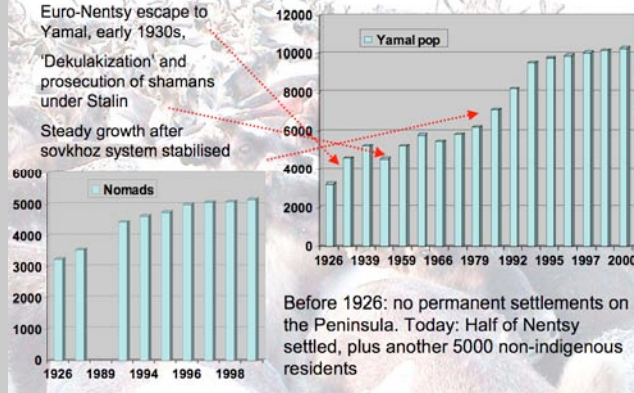 Euro-Nentsy escape to
Yamal, early 1930s,
'Dekulakization' and
prosecution of shamans
under Stalin
Steady growth after
sovkhoz system stabilised
12000
10000
8000
6000
4000
2000
0
Yamal pop
1926 1939 1959 1966 1979 1992 1995 1997 2000
6000
5000
4000
3000
2000
1000
0
Nomads
1926 1989 1994 1996 1998
Before 1926: no permanent settlements on
the Peninsula. Today: Half of Nentsy
settled, plus another 5000 non-indigenous
residents